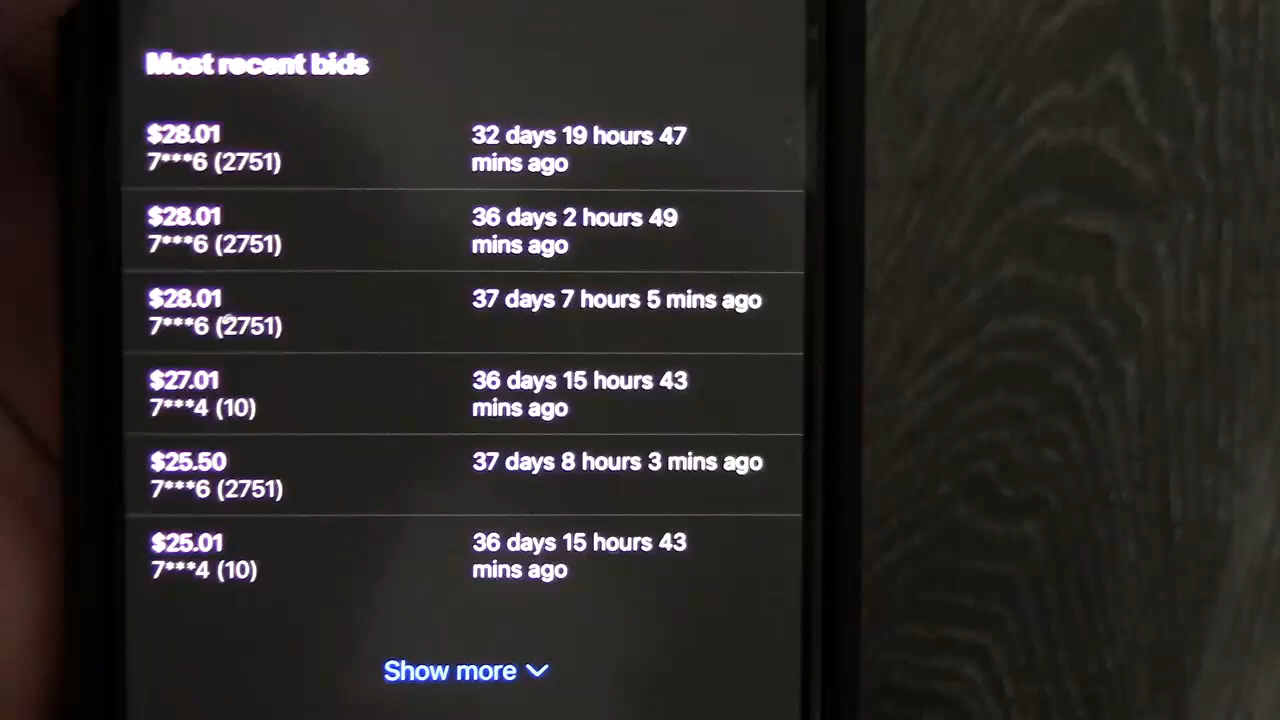 Most recent bids
$28.01
7***6 (2751)
32 days 19 hours 47
mins ago
$28.01
7***6 (2751)
36 days 2 hours 49
mins ago
$28.01
7***6 (2751)
37 days 7 hours 5 mins ago
$27.01
7***4 (10)
36 days 15 hours 43
mins ago
$25.50
7***6 (2751)
37 days 8 hours 3 mins ago
$25.01
7***4 (10)
36 days 15 hours 43
mins ago
Show more